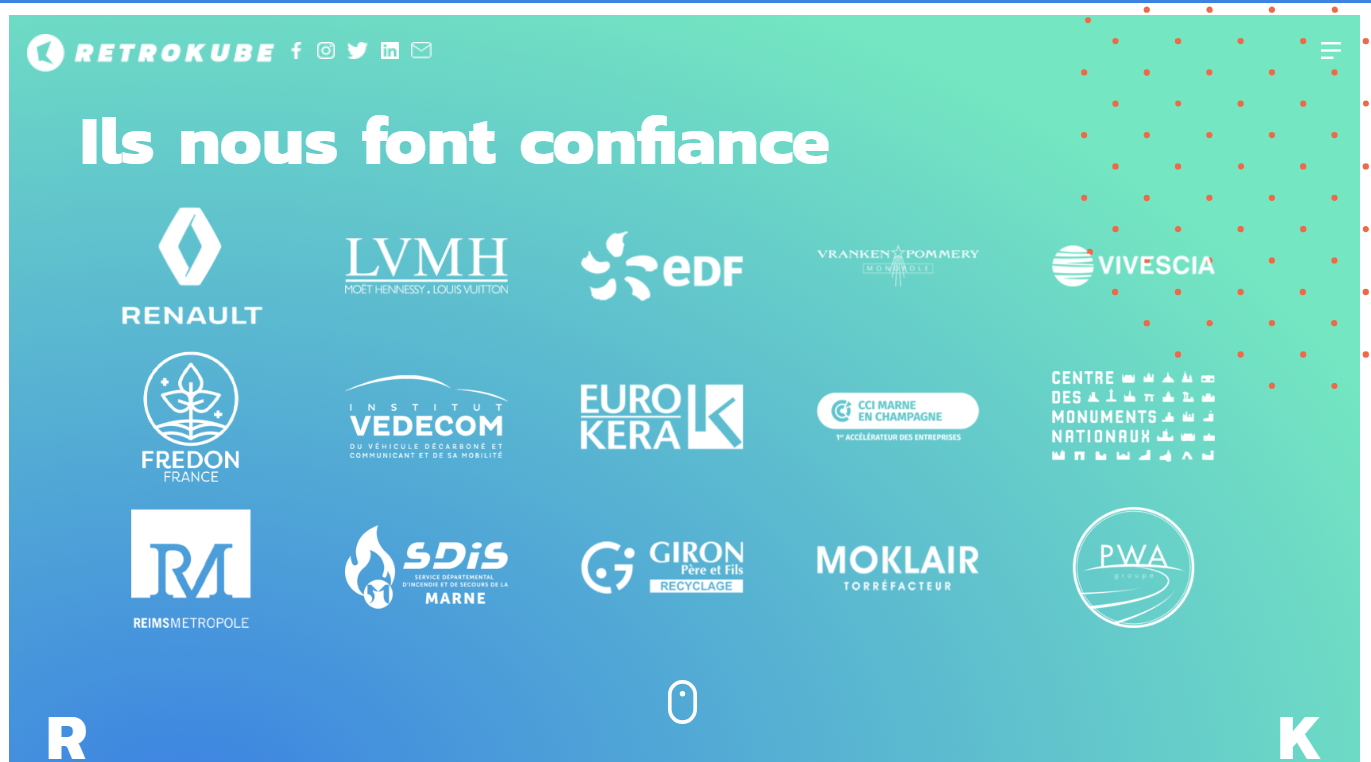 RETROKUBE
Ils nous font confiance
RENAULT
LVMH
MOËT HENNESSY . LOUIS VUITTON
eDF
VRANKEN POMMERY
MONOPOLE
VIVESCIA
FREDON
FRANCE
INSTITUT
VEDECOM
DU VÉHICULE DÉCARBONÉ ET
COMMUNICANT ET DE SA MOBILITÉ
EURO
KERA
K
CCI MARNE
EN CHAMPAGNE
1er ACCÉLÉRATEUR DES ENTREPRISES
CENTRE
DES
MONUMENTS
NATIONAUX
RM
REIMSMETROPOLE
SDiS
SERVICE DÉPARTEMENTAL
D'INCENDIE ET DE SECOURS DE LA
MARNE
GIRON
Père et Fils
RECYCLAGE
MOKLAIR
TORRÉFACTEUR
PWA
groupe
R
K